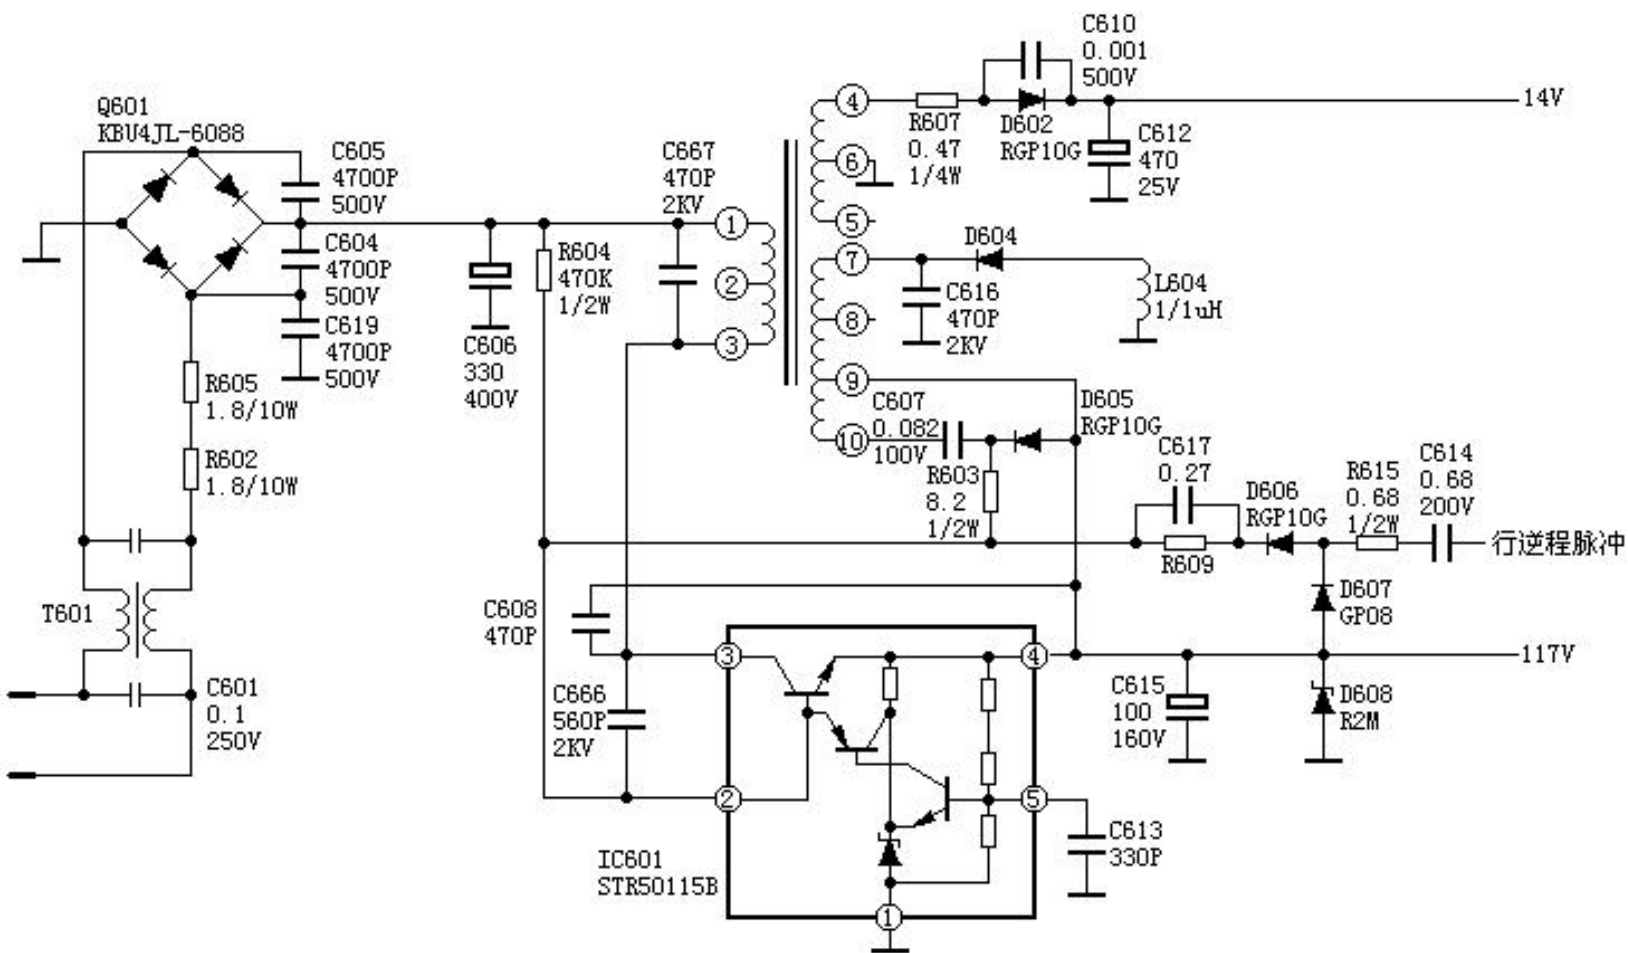 Q601
KBU4JL-6088
C605
4700P
500V
C604
4700P
500V
C619
4700P
500V
R605
1.8/10W
R602
1.8/10W
T601
C601
0.1
250V
C606
330
400V
R604
470K
1/2W
C667
470P
2KV
1
2
3
4
6
5
7
8
9
10
R607
0.47
1/4W
C610
0.001
500V
D602
RGP10G
C612
470
25V
14V
D604
C616
470P
2KV
L604
1/1uH
C607
0.082
100V
D605
RGP10G
R603
8.2
1/2W
C617
0.27
R609
D606
RGP10G
R615
0.68
1/2W
C614
0.68
200V
行逆程脉冲
D607
GP08
117V
C608
470P
C666
560P
2KV
3
4
2
5
1
IC601
STR50115B
C615
100
160V
D608
R2M
C613
330P